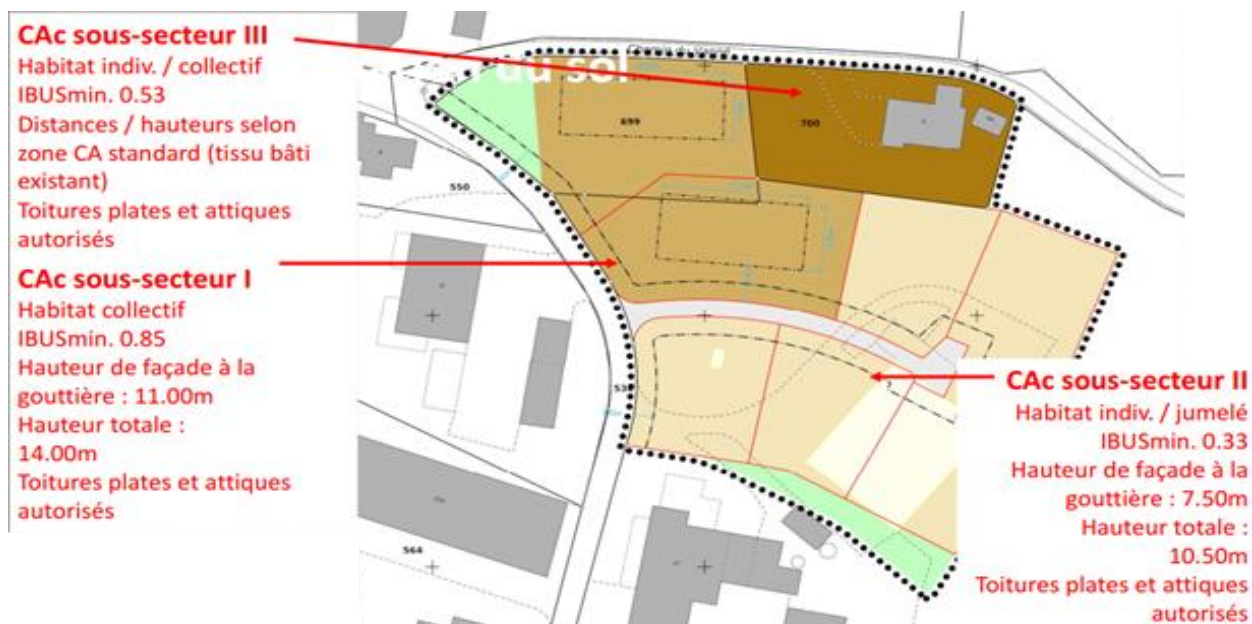 CAc sous-secteur III
Habitat indiv. / collectif
IBUSmin. 0.53
Distances / hauteurs selon
zone CA standard (tissu bâti
existant)
Toitures plates et attiques
autorisés
CAc sous-secteur I
Habitat collectif
IBUSmin. 0.85
Hauteur de façade à la
gouttière : 11.00m
Hauteur totale :
14.00m
Toitures plates et attiques
autorisés
du sol
699
700
550
564
CAc sous-secteur II
Habitat indiv. / jumelé
IBUSmin. 0.33
Hauteur de façade à la
gouttière : 7.50m
Hauteur totale :
10.50m
Toitures plates et attiques
autorisés